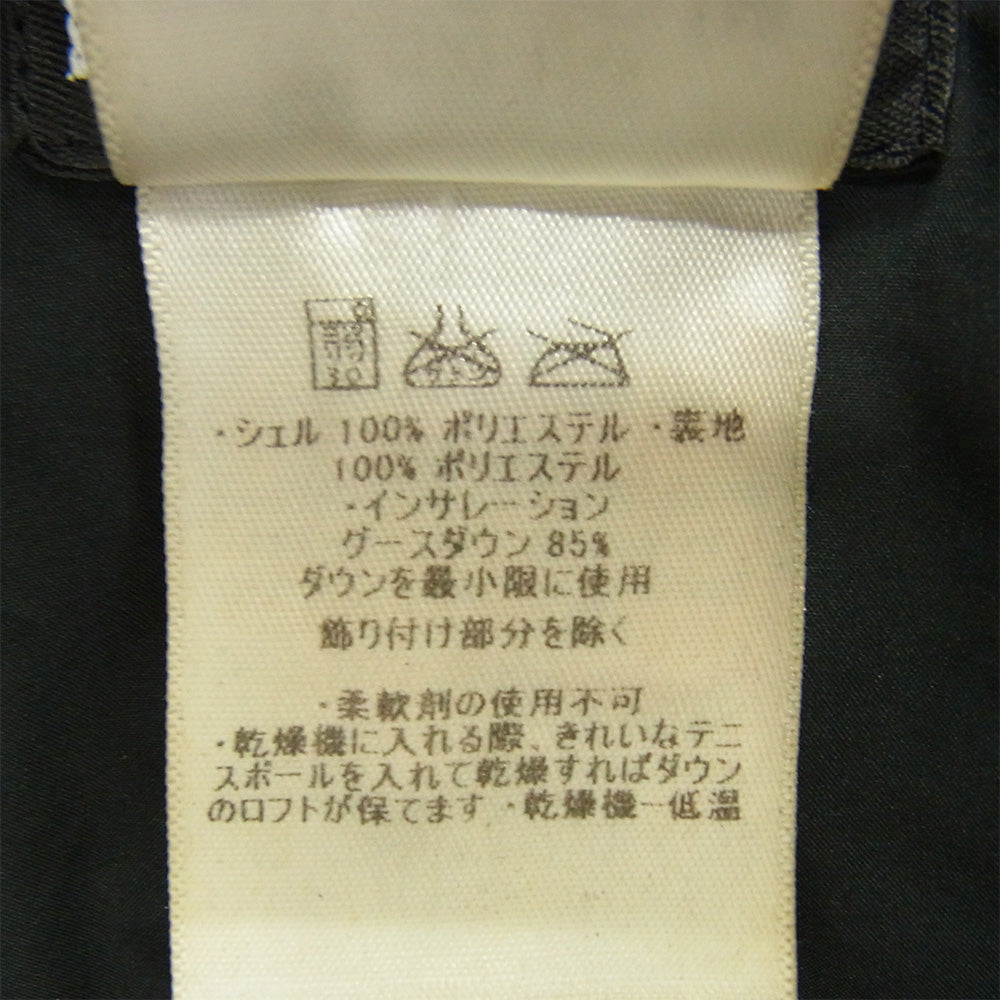 弱
30
・シェル 100% ポリエステル ・裏地
100% ポリエステル
・インサレーション
グースダウン 85%
ダウンを最小限に使用
飾り付け部分を除く
・柔軟剤の使用不可
・乾燥機に入れる際、きれいなテニ
スボールを入れて乾燥すればダウン
のロフトが保てます ・乾燥機ー低温